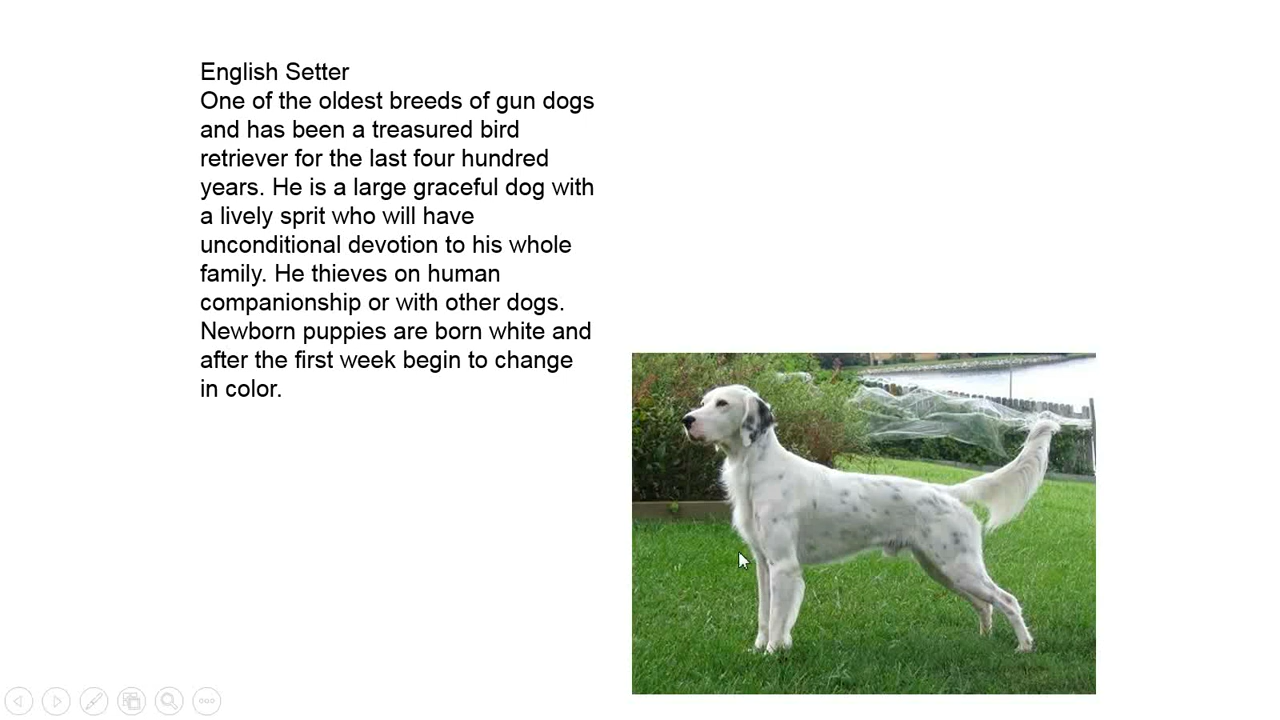 English Setter
One of the oldest breeds of gun dogs
and has been a treasured bird
retriever for the last four hundred
years. He is a large graceful dog with
a lively sprit who will have
unconditional devotion to his whole
family. He thieves on human
companionship or with other dogs.
Newborn puppies are born white and
after the first week begin to change
in color.